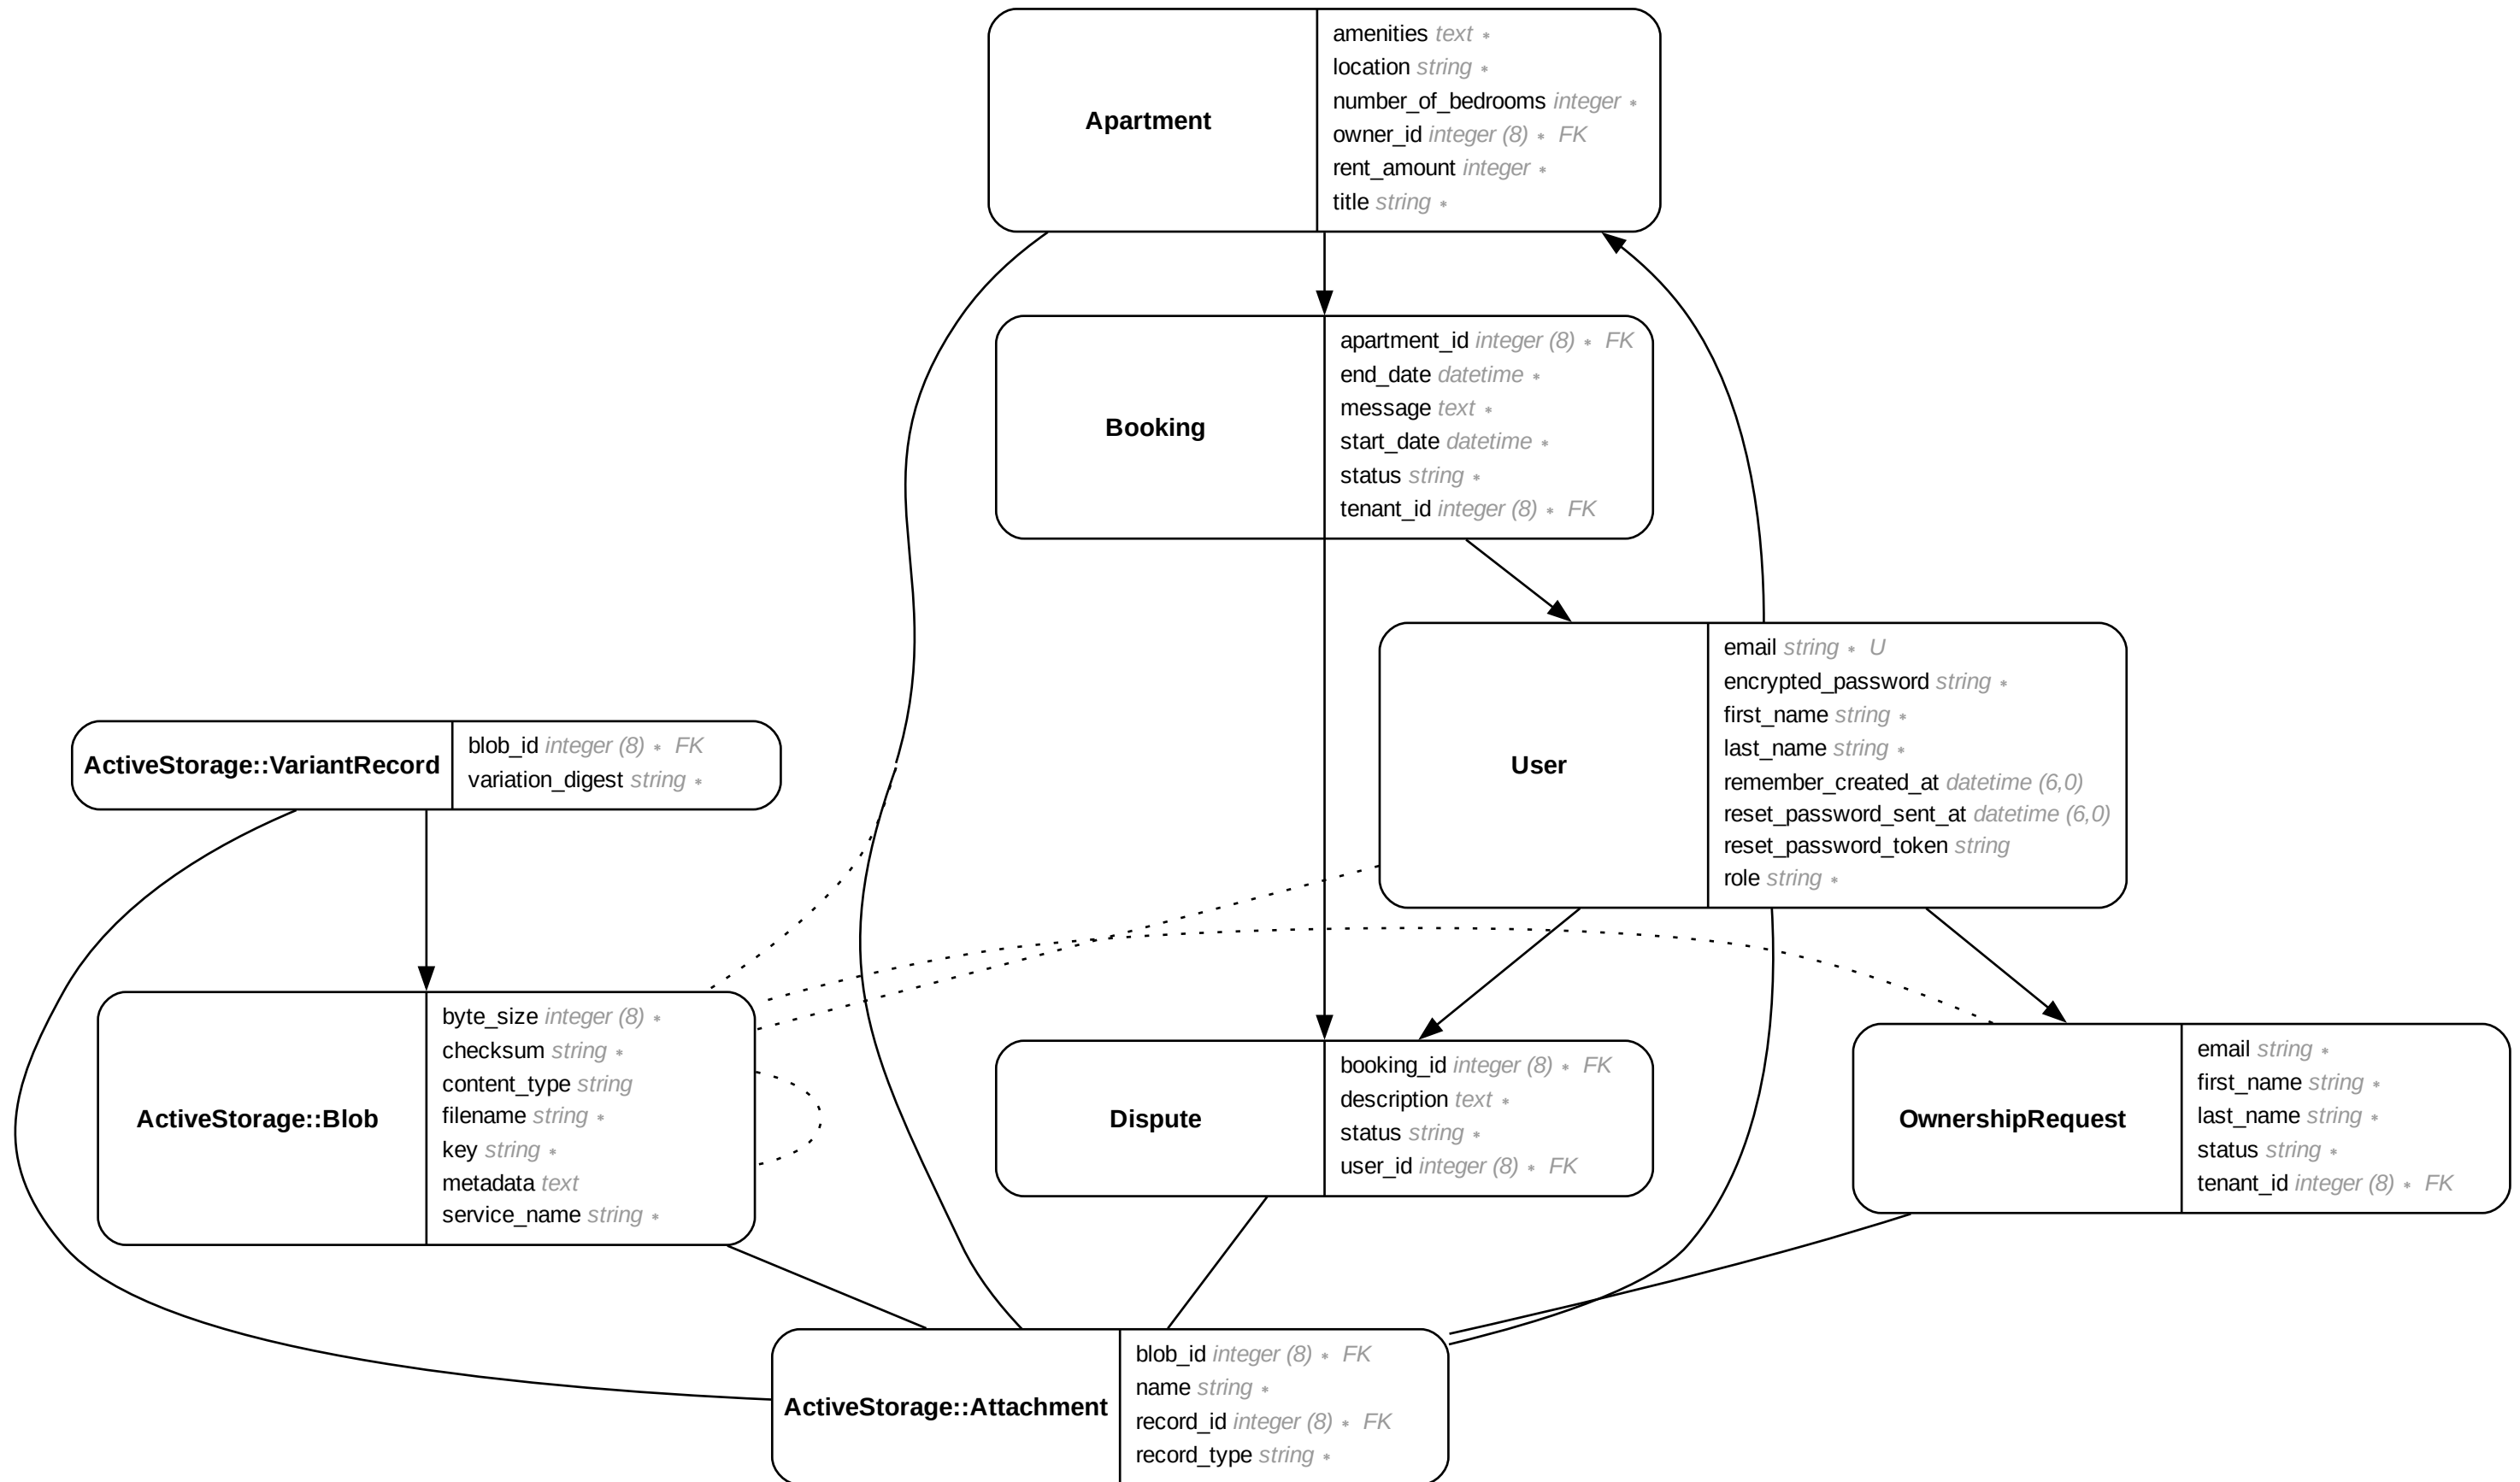 Apartment
amenities text *
location string *
number_of_bedrooms integer *
owner_id integer (8) * FK
rent_amount integer *
title string *
Booking
apartment_id integer (8) * FK
end_date datetime *
message text *
start_date datetime *
status string *
tenant_id integer (8) * FK
User
email string * U
encrypted_password string *
first_name string *
last_name string *
remember_created_at datetime (6,0)
reset_password_sent_at datetime (6,0)
reset_password_token string
role string *
ActiveStorage::VariantRecord
blob_id integer (8) * FK
variation_digest string *
ActiveStorage::Blob
byte_size integer (8) *
checksum string *
content_type string
filename string *
key string *
metadata text
service_name string *
Dispute
booking_id integer (8) * FK
description text *
status string *
user_id integer (8) * FK
OwnershipRequest
email string *
first_name string *
last_name string *
status string *
tenant_id integer (8) * FK
ActiveStorage::Attachment
blob_id integer (8) * FK
name string *
record_id integer (8) * FK
record_type string *